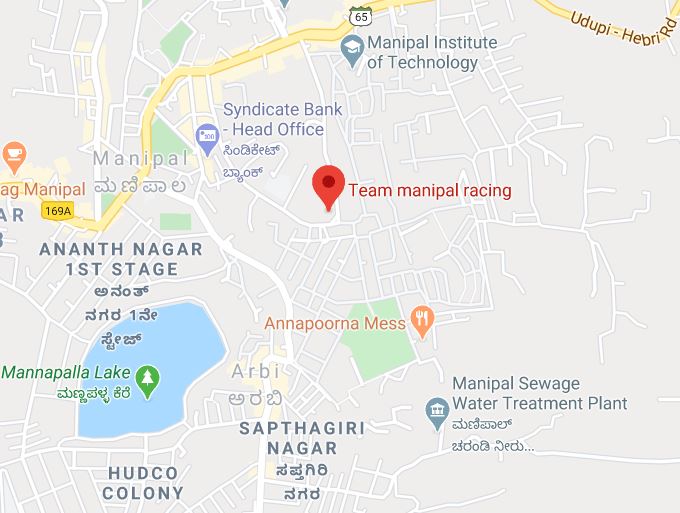 65
Udupi - Hebri Rd
Manipal Institute
of Technology
Syndicate Bank
- Head Office
ಸಿಂಡಿಕೇಟ್
ಬ್ಯಾಂಕ್
Manipal
ಮಣಿಪಾಲ
ag Manipal
169A
AR
3
Team manipal racing
ANANTH NAGAR
1ST STAGE
ಅನಂತ್
ನಗರ 1ನೇ
ಸ್ಟೇಜ್
Annapoorna Mess
Mannapalla Lake
ಮಣ್ಣಪಳ್ಳ ಕೆರೆ
Arbi
ಅರಬಿ
Manipal Sewage
Water Treatment Plant
ಮಣಿಪಾಲ್
ಚರಂಡಿ ನೀರು...
SAPTHAGIRI
NAGAR
ಸಪ್ತಗಿರಿ
ನಗರ
HUDCO
COLONY